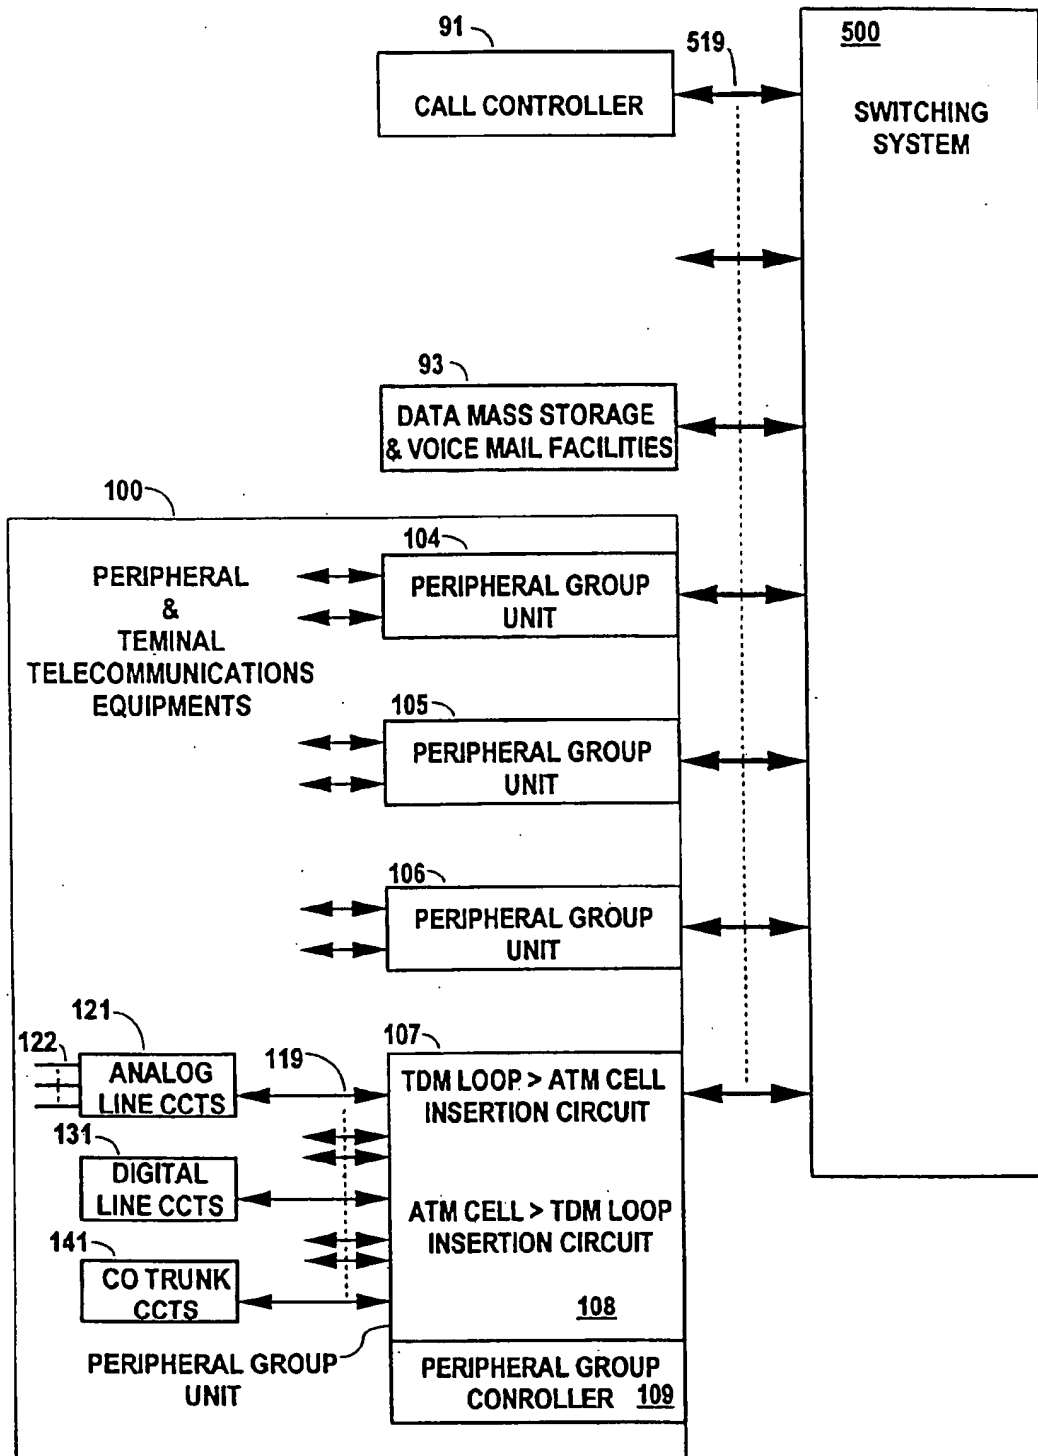 91
CALL CONTROLLER
519
500
SWITCHING
SYSTEM
93
DATA MASS STORAGE
& VOICE MAIL FACILITIES
100
PERIPHERAL
&
TEMINAL
TELECOMMUNICATIONS
EQUIPMENTS
104
PERIPHERAL GROUP
UNIT
105
PERIPHERAL GROUP
UNIT
106
PERIPHERAL GROUP
UNIT
121
122
ANALOG
LINE CCTS
119
131
DIGITAL
LINE CCTS
141
CO TRUNK
CCTS
107
TDM LOOP > ATM CELL
INSERTION CIRCUIT
ATM CELL > TDM LOOP
INSERTION CIRCUIT
108
PERIPHERAL GROUP
UNIT
PERIPHERAL GROUP
CONROLLER 109